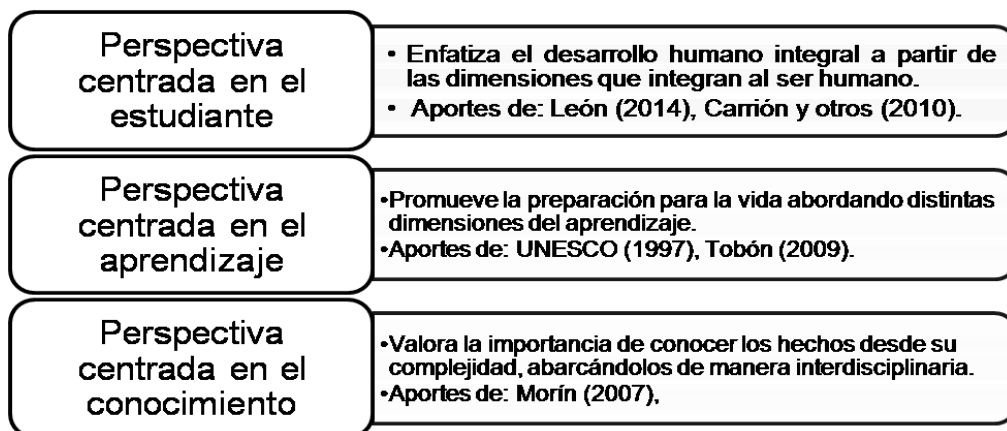 Perspectiva
centrada en el
estudiante
• Enfatiza el desarrollo humano integral a partir de
las dimensiones que integran al ser humano.
• Aportes de: León (2014), Carrión y otros (2010).
Perspectiva
centrada en el
aprendizaje
•Promueve la preparación para la vida abordando distintas
dimensiones del aprendizaje.
•Aportes de: UNESCO (1997), Tobón (2009).
Perspectiva
centrada en el
conocimiento
•Valora la importancia de conocer los hechos desde su
complejidad, abarcándolos de manera interdisciplinaria.
•Aportes de: Morín (2007),